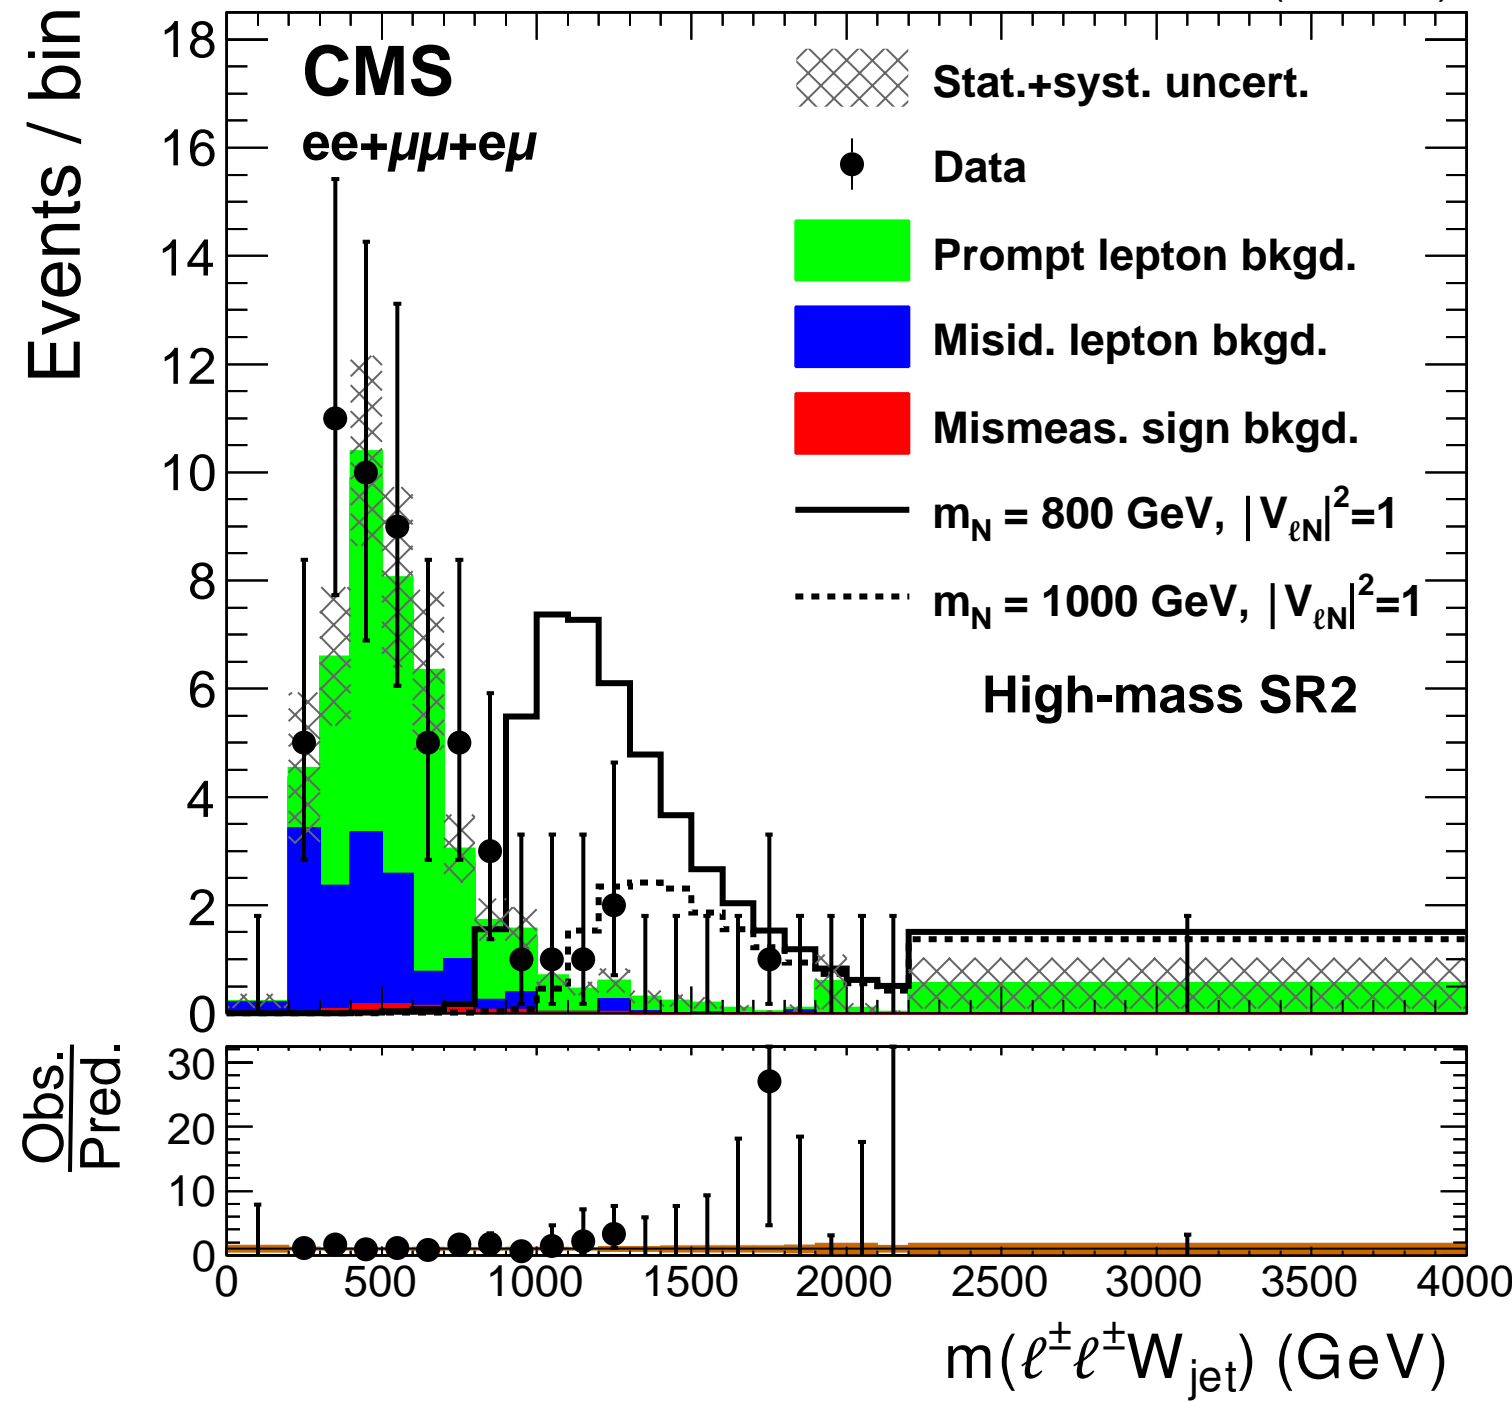 Events / bin
18
16
14
12
10
8
6
4
2
0
CMS
ee+μμ+eμ
Stat.+syst. uncert.
Data
Prompt lepton bkgd.
Misid. lepton bkgd.
Mismeas. sign bkgd.
m_N = 800 GeV, |V_ℓN|²=1
m_N = 1000 GeV, |V_ℓN|²=1
High-mass SR2
Obs.
Pred.
30
20
10
0
0 500 1000 1500 2000 2500 3000 3500 4000
m(ℓ±ℓ±W_jet) (GeV)